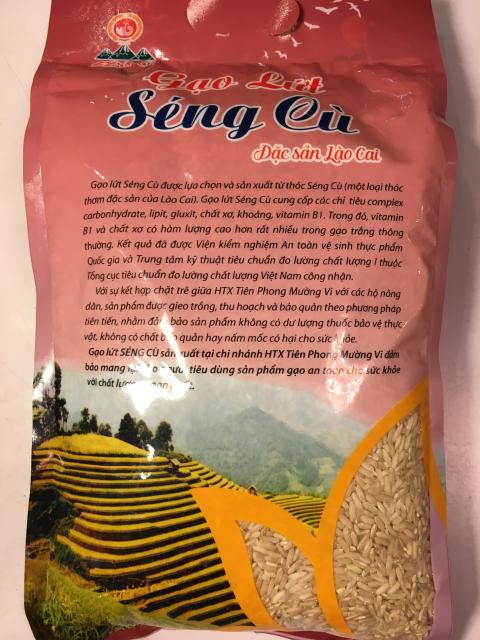 Gạo Lứt
Séng Cù
Đặc sản Lào Cai
Gạo lứt Séng Cù được lựa chọn và sản xuất từ thóc Séng Cù (một loại thóc
thơm đặc sản của Lào Cai). Gạo lứt Séng Cù cung cấp các chỉ tiêu complex
carbonhydrate, lipit, gluxit, chất xơ, khoáng, vitamin B1. Trong đó, vitamin
B1 và chất xơ có hàm lượng cao hơn rất nhiều trong gạo trắng thông
thường. Kết quả đã được Viện kiểm nghiệm An toàn vệ sinh thực phẩm
Quốc gia và Trung tâm kỹ thuật tiêu chuẩn đo lường chất lượng I thuộc
Tổng cục tiêu chuẩn đo lường chất lượng Việt Nam công nhận.
Với sự kết hợp chặt trẽ giữa HTX Tiên Phong Mường Vi với các hộ nông
dân, sản phẩm được gieo trồng, thu hoạch và bảo quản theo phương pháp
tiên tiến, nhằm đảm bảo sản phẩm không có dư lượng thuốc bảo vệ thực
vật, không có chất bảo quản hay nấm mốc có hại cho sức khỏe.
Gạo lứt SÉNG CÙ sản xuất tại chi nhánh HTX Tiên Phong Mường Vi đảm
bảo mang lại tiêu dùng sản phẩm gạo an toàn cho sức khỏe
với chất